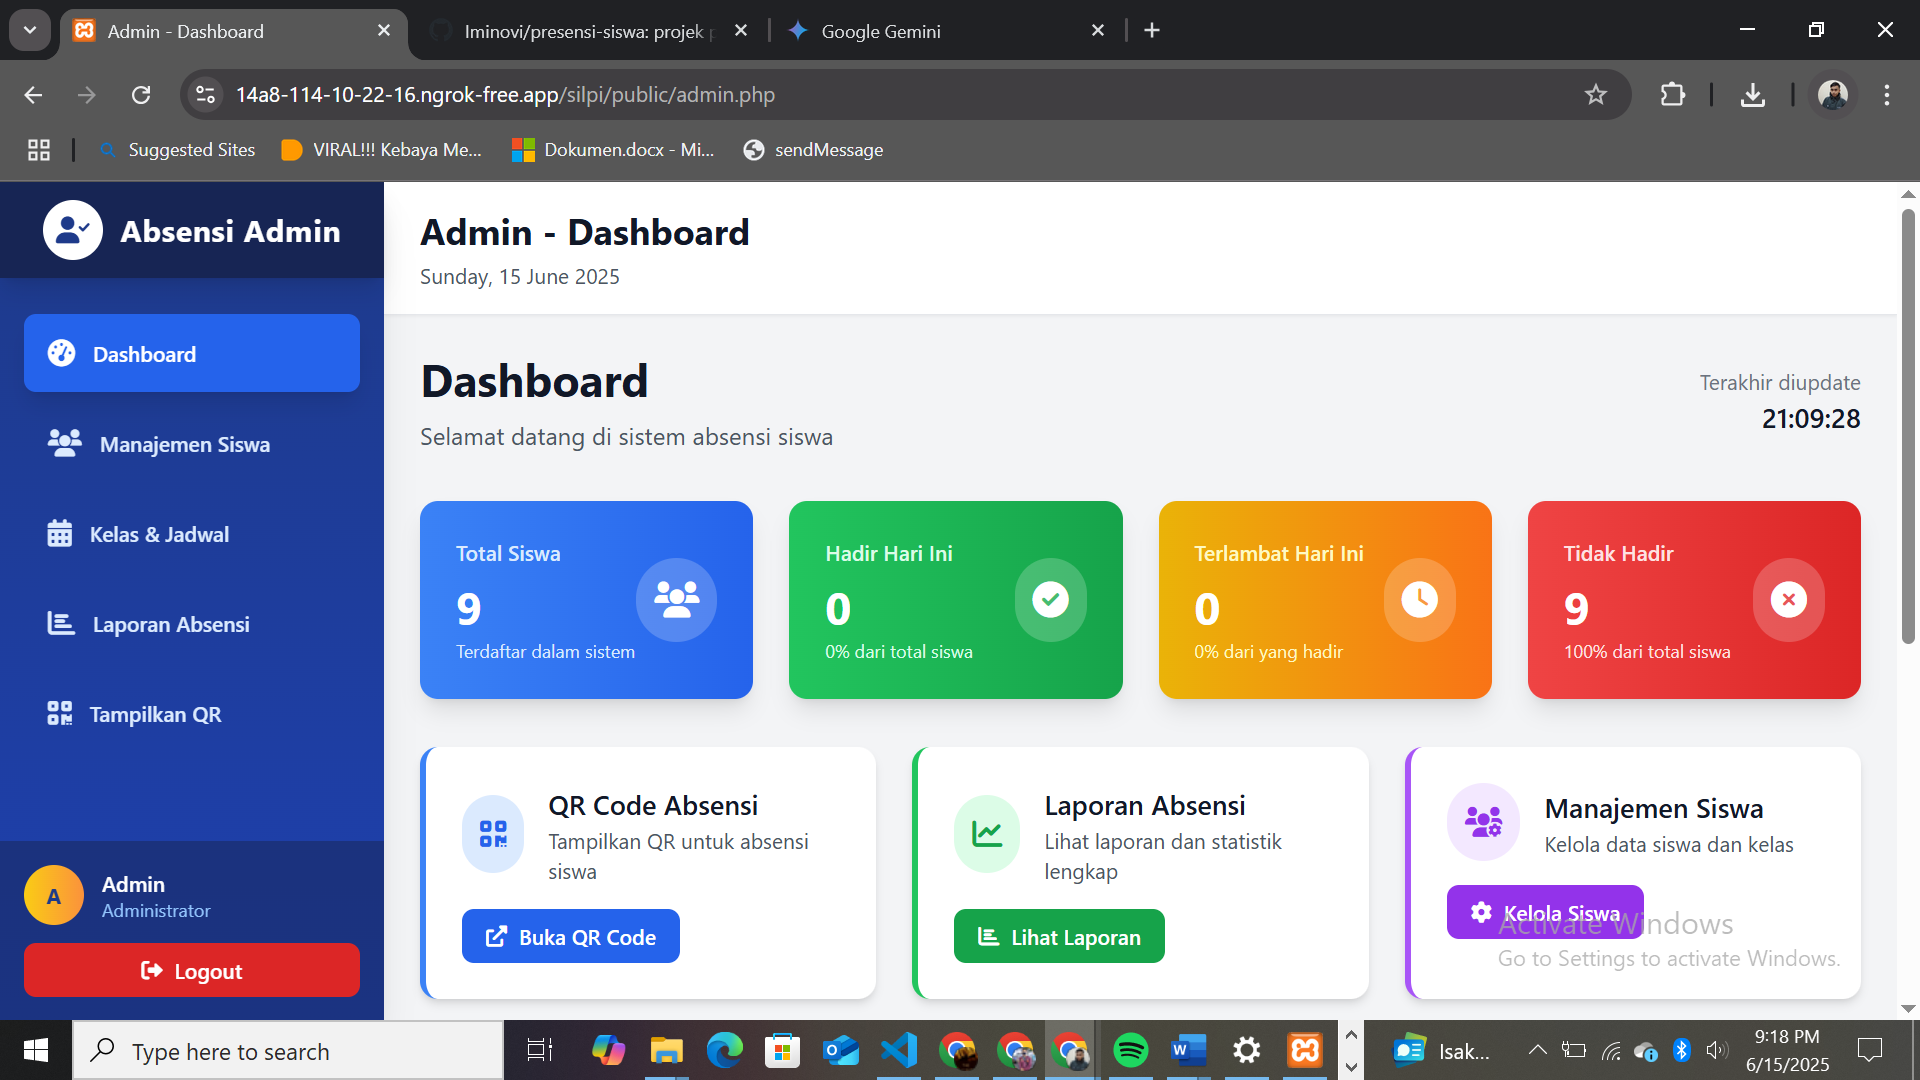 Admin - Dashboard
Iminovi/presensi-siswa: projek
Google Gemini
14a8-114-10-22-16.ngrok-free.app/silpi/public/admin.php
Suggested Sites
VIRAL!!! Kebaya Me...
Dokumen.docx - Mi...
sendMessage
Absensi Admin
Dashboard
Manajemen Siswa
Kelas & Jadwal
Laporan Absensi
Tampilkan QR
A
Admin
Administrator
Logout
Admin - Dashboard
Sunday, 15 June 2025
Dashboard
Selamat datang di sistem absensi siswa
Terakhir diupdate
21:09:28
Total Siswa
9
Terdaftar dalam sistem
Hadir Hari Ini
0
0% dari total siswa
Terlambat Hari Ini
0
0% dari yang hadir
Tidak Hadir
9
100% dari total siswa
QR Code Absensi
Tampilkan QR untuk absensi
siswa
Buka QR Code
Laporan Absensi
Lihat laporan dan statistik
lengkap
Lihat Laporan
Manajemen Siswa
Kelola data siswa dan kelas
Kelola Siswa
Activate Windows
Go to Settings to activate Windows.
Type here to search
Isak...
9:18 PM
6/15/2025